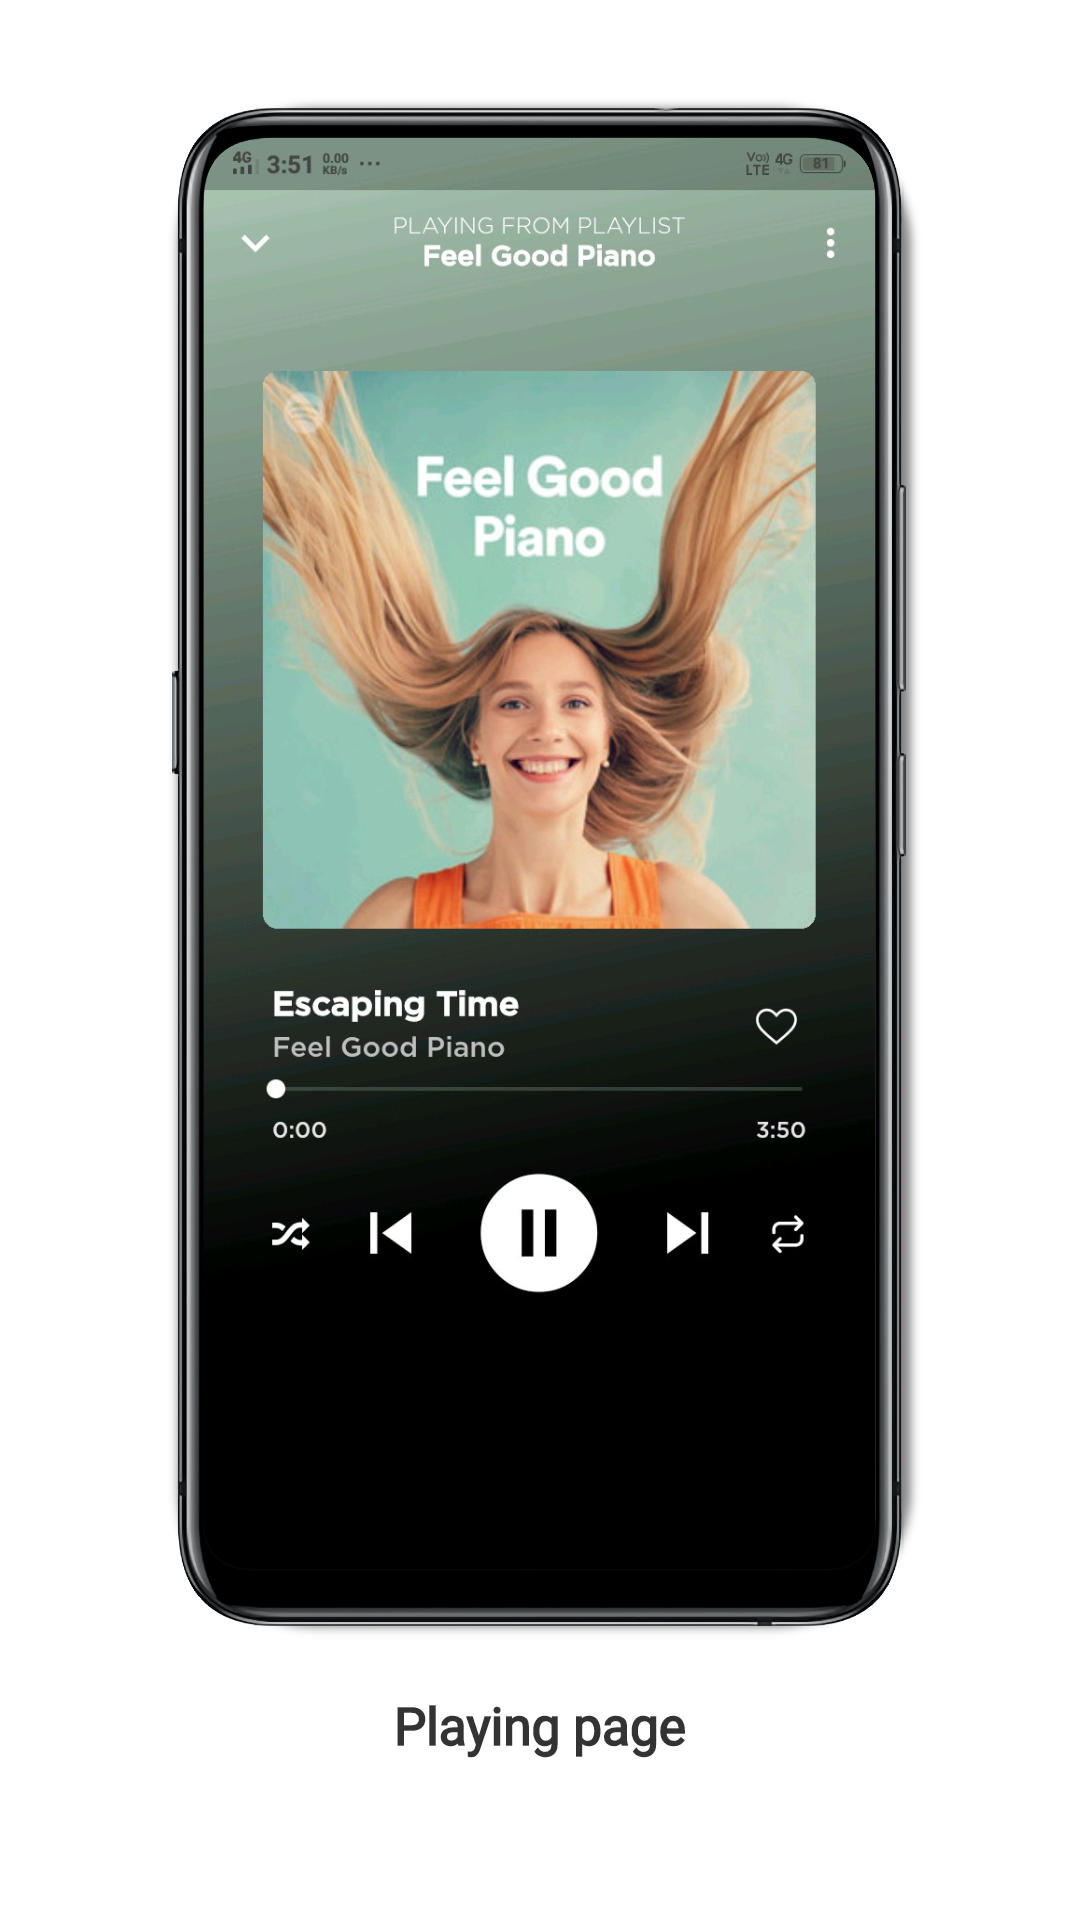 4G 3:51 0.00 KB/s ...
Vo)) LTE 4G 81
PLAYING FROM PLAYLIST
Feel Good Piano
Feel Good
Piano
Escaping Time
Feel Good Piano
0:00 3:50
Playing page